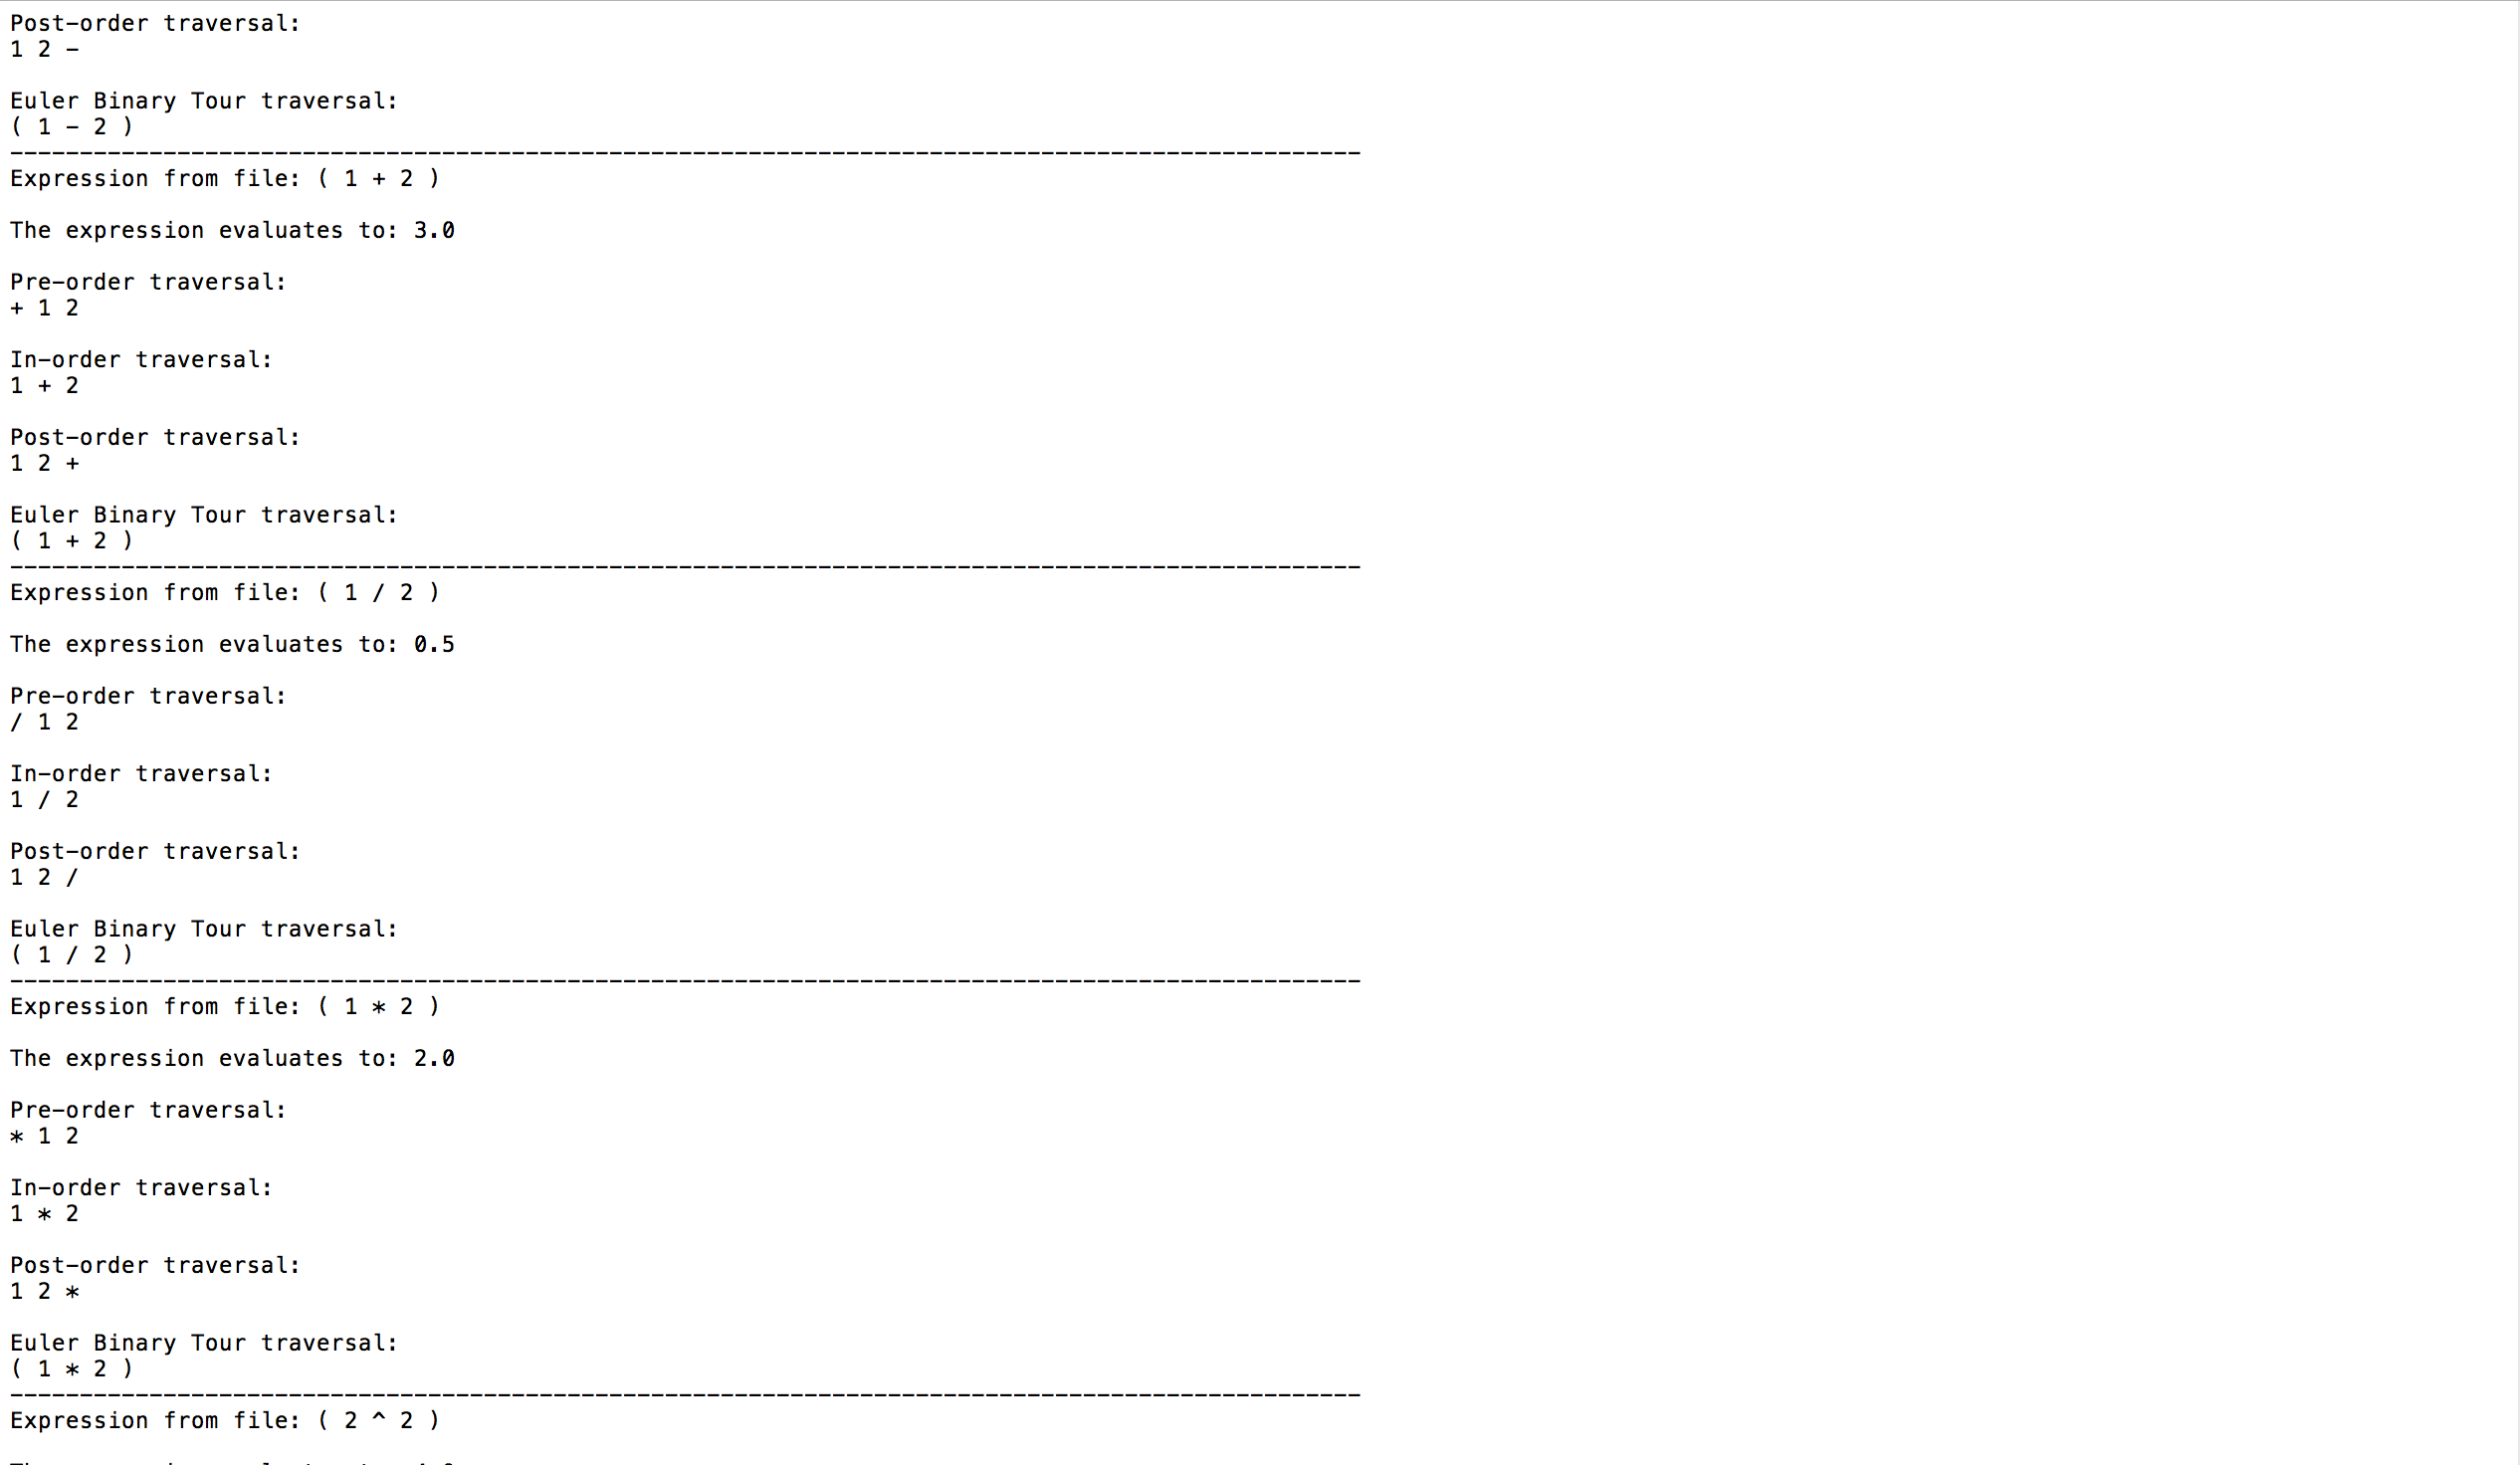 Post-order traversal:
1 2 -
Euler Binary Tour traversal:
( 1 - 2 )
-------------------------------------------------------------------------------------------------
Expression from file: ( 1 + 2 )
The expression evaluates to: 3.0
Pre-order traversal:
+ 1 2
In-order traversal:
1 + 2
Post-order traversal:
1 2 +
Euler Binary Tour traversal:
( 1 + 2 )
-------------------------------------------------------------------------------------------------
Expression from file: ( 1 / 2 )
The expression evaluates to: 0.5
Pre-order traversal:
/ 1 2
In-order traversal:
1 / 2
Post-order traversal:
1 2 /
Euler Binary Tour traversal:
( 1 / 2 )
-------------------------------------------------------------------------------------------------
Expression from file: ( 1 * 2 )
The expression evaluates to: 2.0
Pre-order traversal:
* 1 2
In-order traversal:
1 * 2
Post-order traversal:
1 2 *
Euler Binary Tour traversal:
( 1 * 2 )
-------------------------------------------------------------------------------------------------
Expression from file: ( 2 ^ 2 )